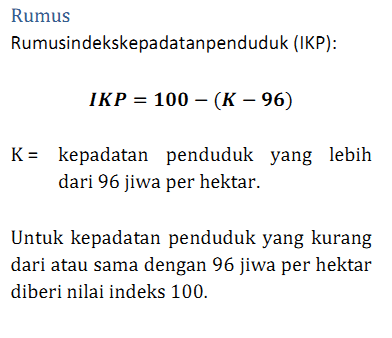 Rumus
Rumusindekskepadatanpenduduk (IKP):
IKP = 100 − (K − 96)
K = kepadatan penduduk yang lebih
dari 96 jiwa per hektar.
Untuk kepadatan penduduk yang kurang
dari atau sama dengan 96 jiwa per hektar
diberi nilai indeks 100.